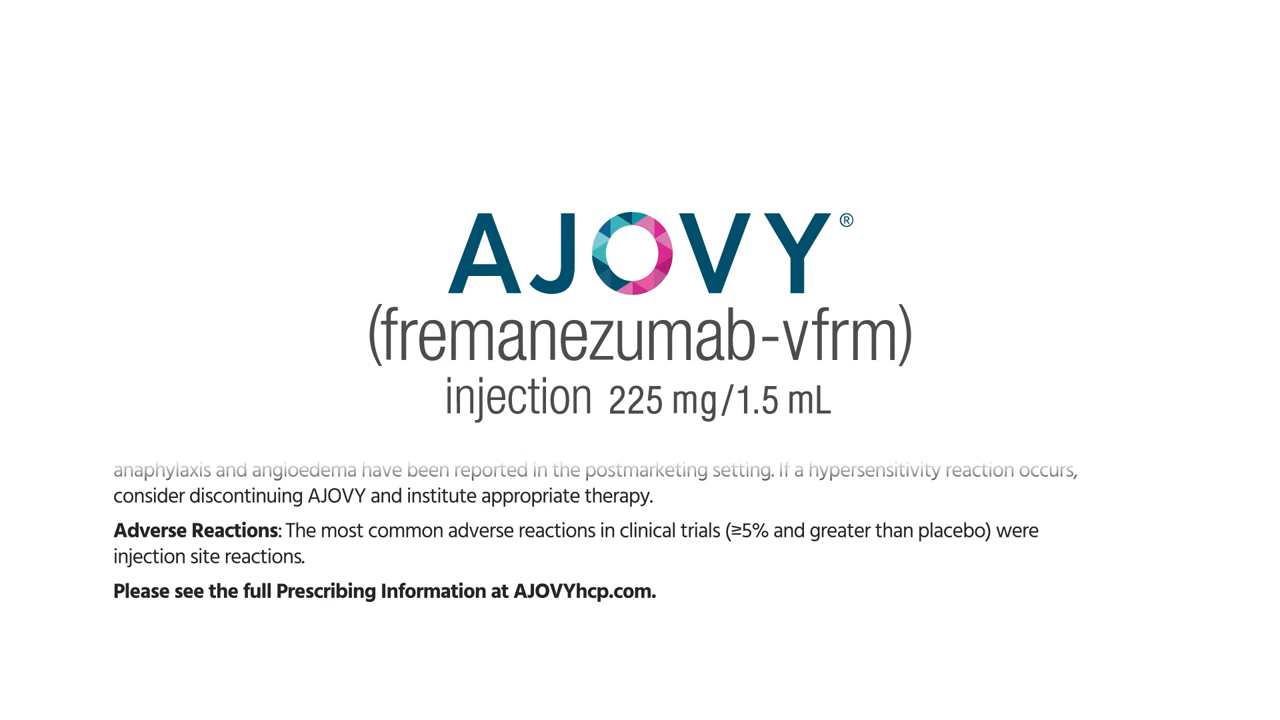 AJOVY®
(fremanezumab-vfrm)
injection 225 mg/1.5 mL
anaphylaxis and angioedema have been reported in the postmarketing setting. If a hypersensitivity reaction occurs,
consider discontinuing AJOVY and institute appropriate therapy.
Adverse Reactions: The most common adverse reactions in clinical trials (≥5% and greater than placebo) were
injection site reactions.
Please see the full Prescribing Information at AJOVYhcp.com.